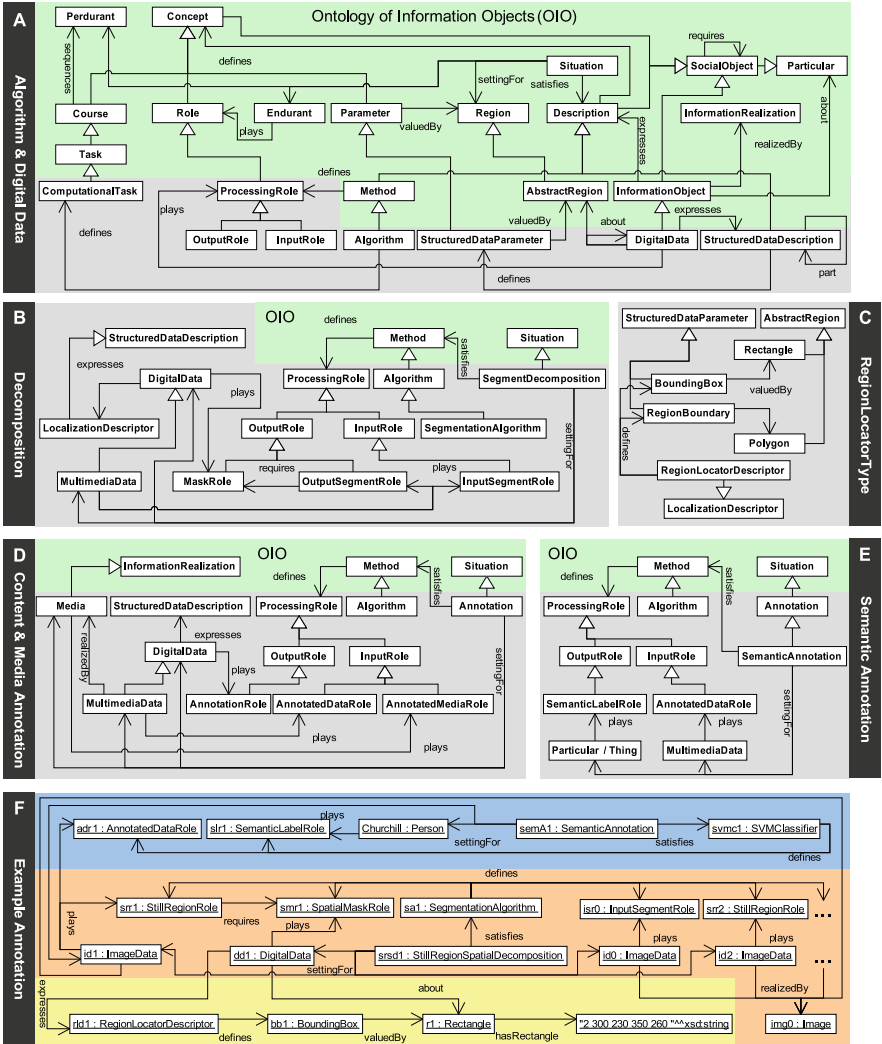 A
Algorithm & Digital Data
Ontology of Information Objects (OIO)
Perdurant
Concept
requires
sequences
defines
Situation
SocialObject
Particular
settingFor
satisfies
Course
Role
Endurant
Parameter
Region
Description
InformationRealization
plays
valuedBy
expresses
about
realizedBy
Task
ComputationalTask
ProcessingRole
defines
Method
AbstractRegion
InformationObject
plays
expresses
valuedBy
about
OutputRole
InputRole
Algorithm
StructuredDataParameter
DigitalData
StructuredDataDescription
defines
defines
part
B
Decomposition
OIO
StructuredDataDescription
defines
Method
satisfies
Situation
expresses
DigitalData
plays
ProcessingRole
Algorithm
SegmentDecomposition
LocalizationDescriptor
OutputRole
InputRole
SegmentationAlgorithm
settingFor
requires
plays
MultimediaData
MaskRole
OutputSegmentRole
InputSegmentRole
C
RegionLocatorType
StructuredDataParameter
AbstractRegion
Rectangle
BoundingBox
valuedBy
RegionBoundary
defines
Polygon
RegionLocatorDescriptor
LocalizationDescriptor
D
Content & Media Annotation
OIO
InformationRealization
Method
satisfies
Situation
defines
Media
StructuredDataDescription
ProcessingRole
Algorithm
Annotation
realizedBy
expresses
DigitalData
OutputRole
InputRole
settingFor
plays
MultimediaData
AnnotationRole
AnnotatedDataRole
AnnotatedMediaRole
plays
plays
E
Semantic Annotation
OIO
Method
Situation
defines
satisfies
ProcessingRole
Algorithm
Annotation
OutputRole
InputRole
SemanticAnnotation
SemanticLabelRole
AnnotatedDataRole
settingFor
plays
plays
Particular / Thing
MultimediaData
F
Example Annotation
plays
adr1 : AnnotatedDataRole
slr1 : SemanticLabelRole
Churchill : Person
semA1 : SemanticAnnotation
svmc1 : SVMClassifier
settingFor
satisfies
defines
defines
srr1 : StillRegionRole
smr1 : SpatialMaskRole
sa1 : SegmentationAlgorithm
isr0 : InputSegmentRole
srr2 : StillRegionRole
...
plays
requires
plays
satisfies
plays
plays
id1 : ImageData
dd1 : DigitalData
srsd1 : StillRegionSpatialDecomposition
id0 : ImageData
id2 : ImageData
...
settingFor
expresses
about
realizedBy
rld1 : RegionLocatorDescriptor
bb1 : BoundingBox
r1 : Rectangle
"2 300 230 350 260 "^^xsd:string
img0 : Image
defines
valuedBy
hasRectangle